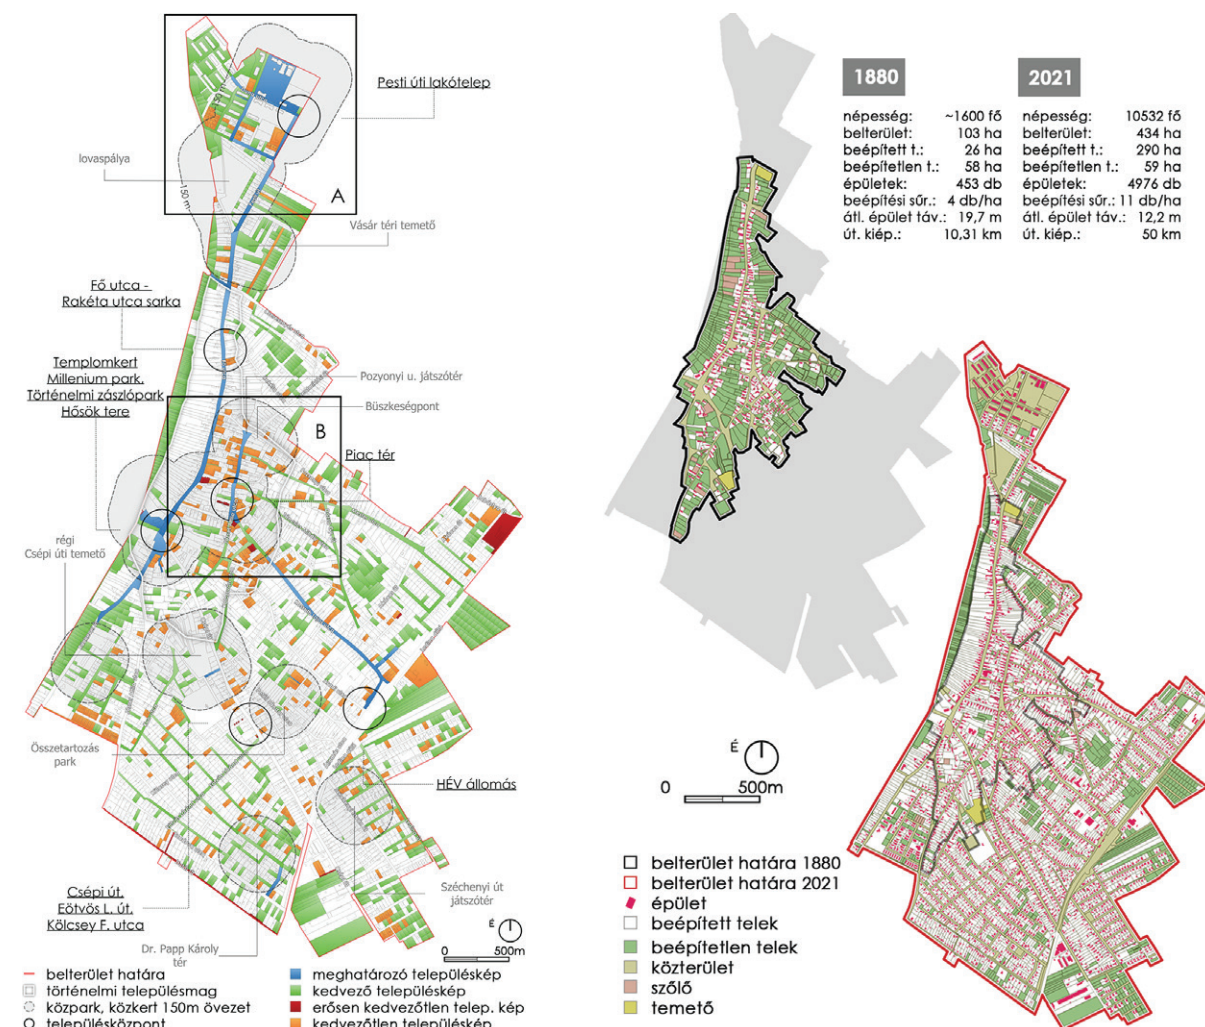 Pesti úti lakótelep
150 m
lovaspálya
150 m
A
Vásár téri temető
Fő utca -
Rakéta utca sarka
Templomkert
Millenium park.
Történelmi zászlópark
Hősök tere
Pozyonyi u. Játszótér
Büszkeségpont
B
Piac tér
régi
Csépi úti temető
Összetartozás
park
HÉV állomás
Csépi út.
Eötvös L. út.
Kölcsey F. utca
Széchenyi út
játszótér
Dr. Papp Károly
tér
É
0 500m
belterület határa
történelmi településmag
közpark, közkert 150m övezet
településközpont
meghatározó településkép
kedvező településkép
erősen kedvezőtlen telep. kép
kedvezőtlen településkép
1880
népesség: ~1600 fő
belterület: 103 ha
beépített t.: 26 ha
beépítetlen t.: 58 ha
épületek: 453 db
beépítési sűr.: 4 db/ha
átl. épület táv.: 19,7 m
út. kiép.: 10,31 km
2021
népesség: 10532 fő
belterület: 434 ha
beépített t.: 290 ha
beépítetlen t.: 59 ha
épületek: 4976 db
beépítési sűr.: 11 db/ha
átl. épület táv.: 12,2 m
út. kiép.: 50 km
É
0 500m
belterület határa 1880
belterület határa 2021
épület
beépített telek
beépítetlen telek
közterület
szőlő
temető